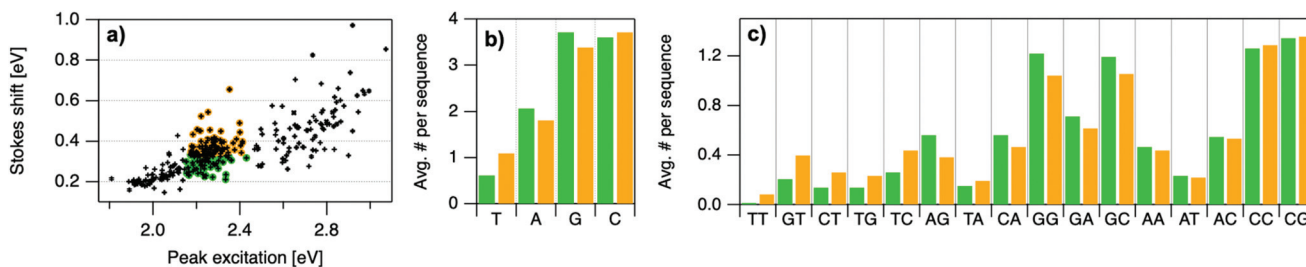 a)
Stokes shift [eV]
1.0
0.8
0.6
0.4
0.2
2.0 2.4 2.8
Peak excitation [eV]
b)
Avg. # per sequence
4
3
2
1
0
T A G C
c)
Avg. # per sequence
1.2
0.8
0.4
0.0
TT GT CT TG TC AG TA CA GG GA GC AA AT AC CC CG